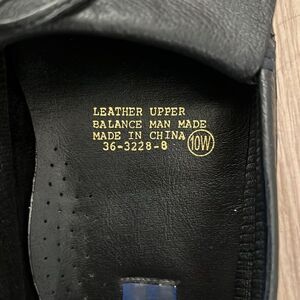 LEATHER UPPER
BALANCE MAN MADE
MADE IN CHINA
36-3228-8
10W